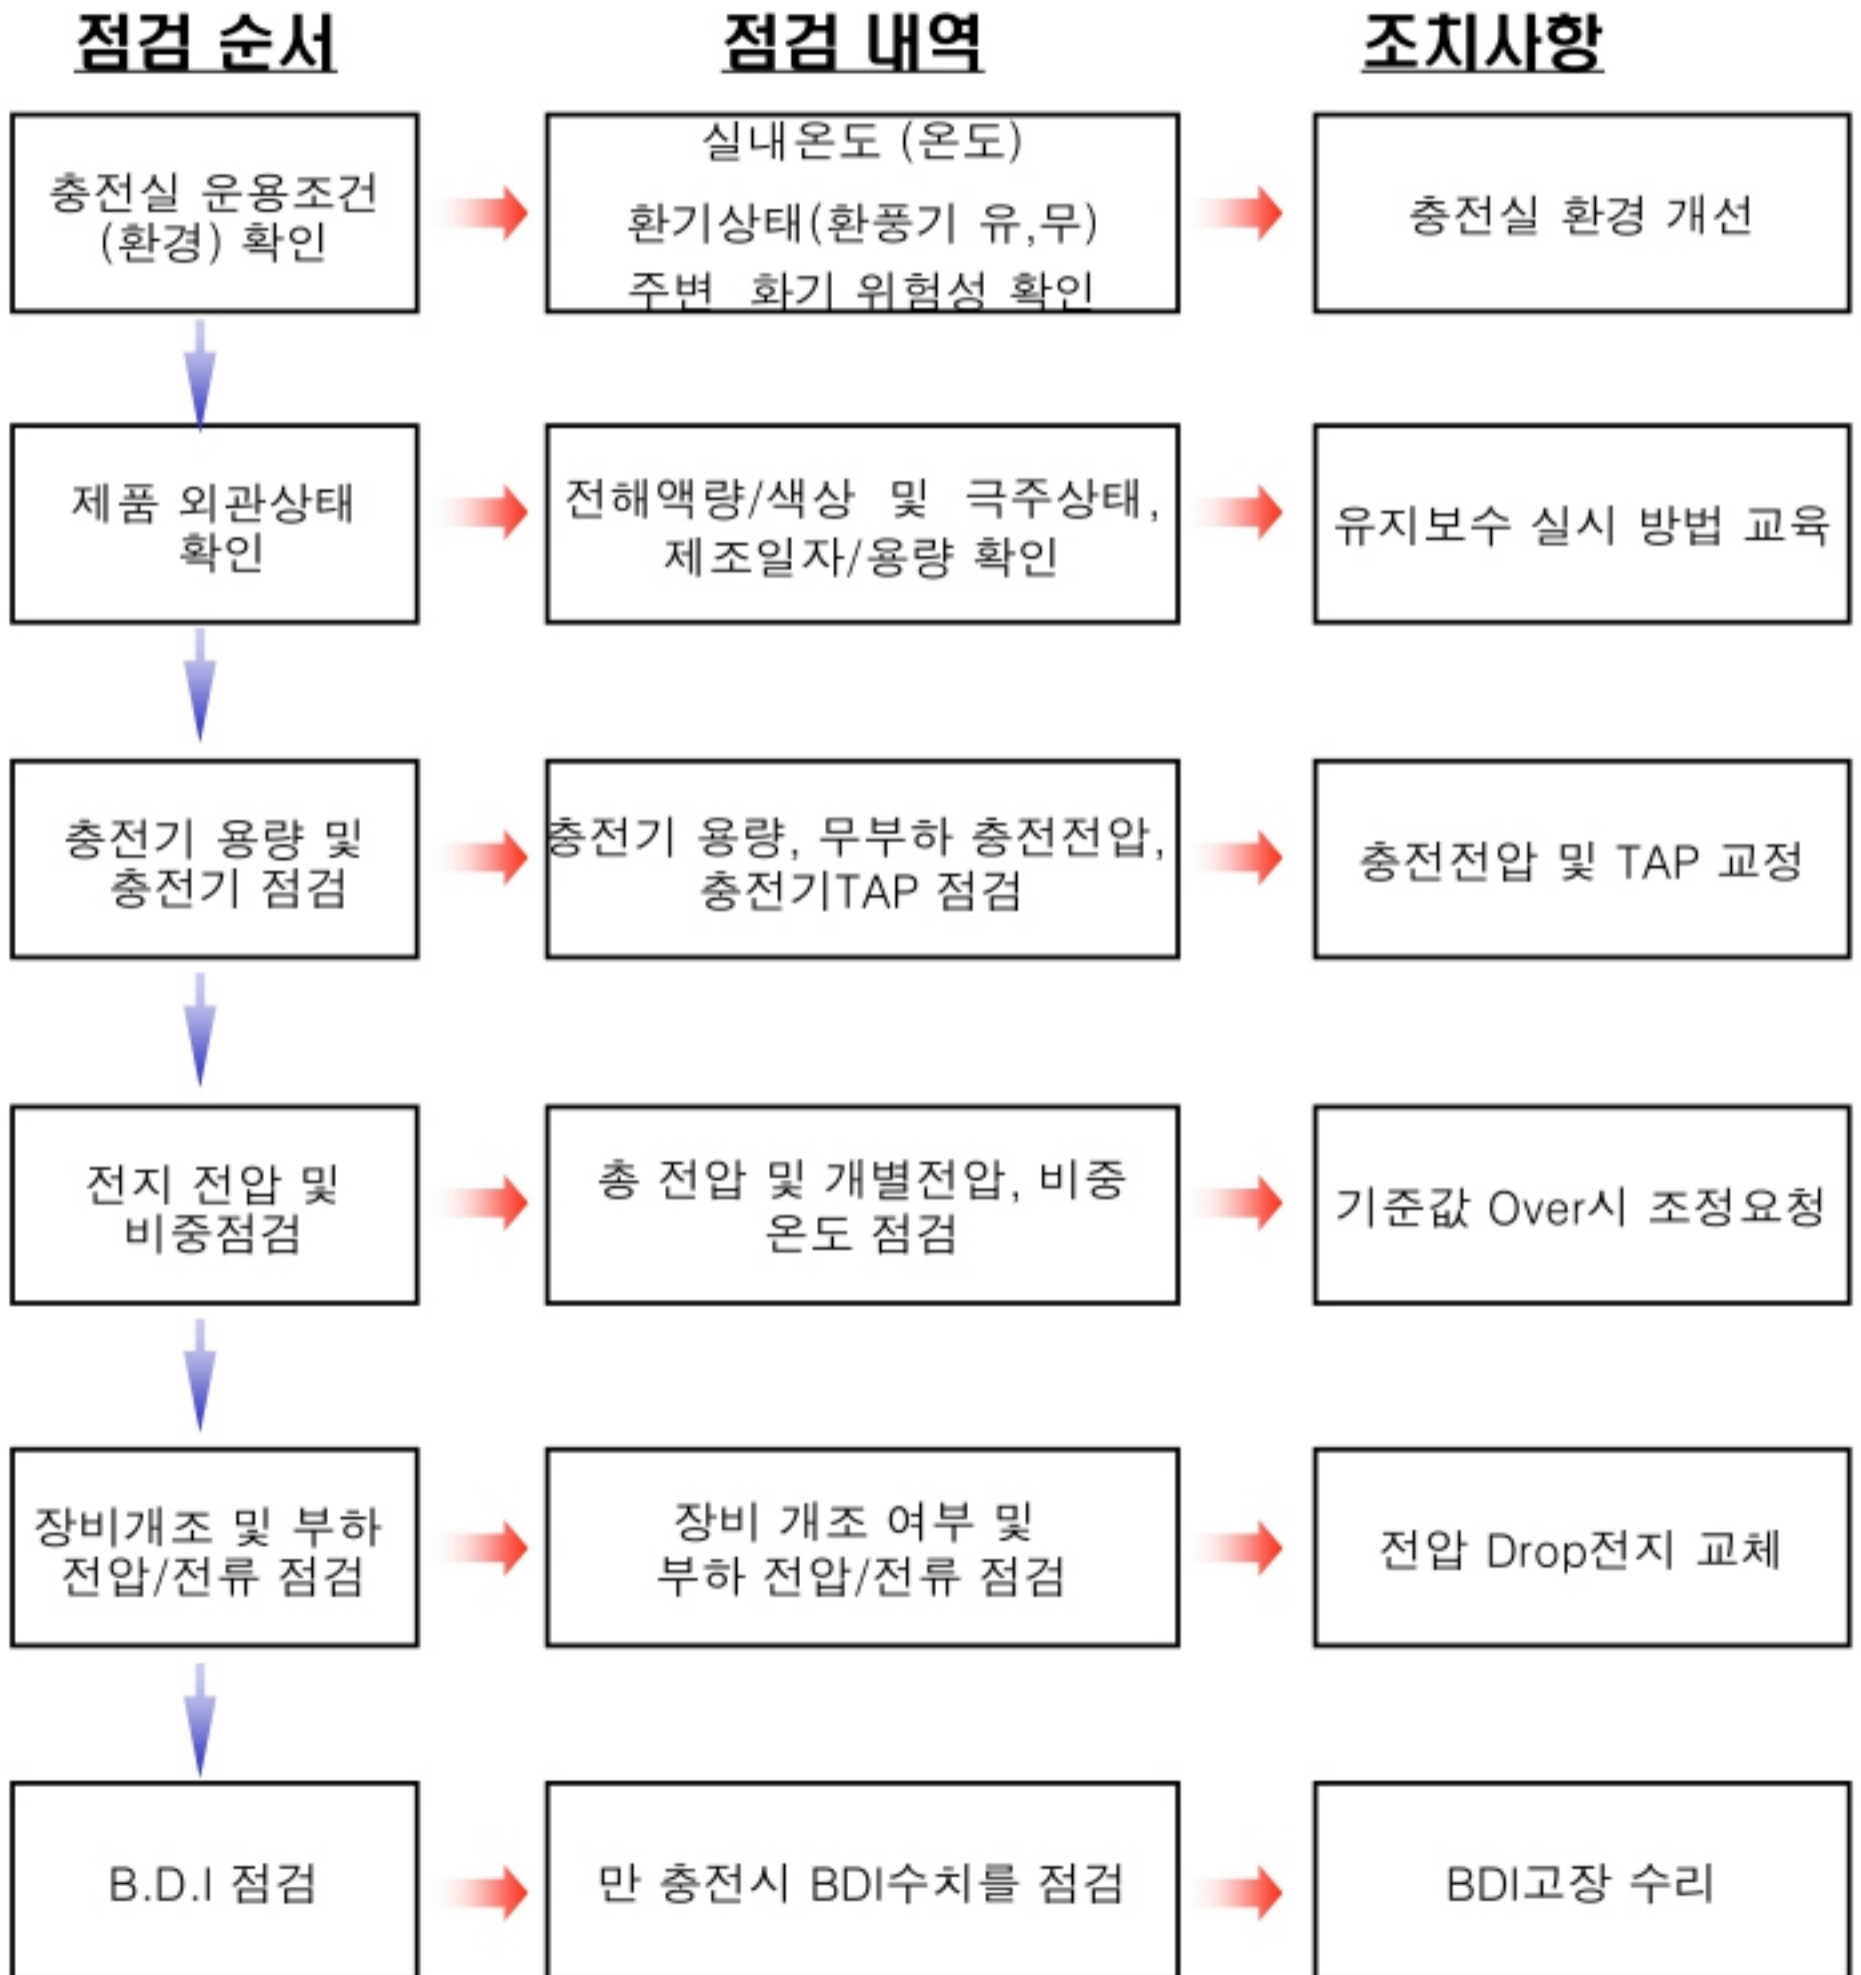 점검 순서
점검 내역
조치사항
충전실 운용조건
(환경) 확인
실내온도 (온도)
환기상태(환풍기 유,무)
주변 화기 위험성 확인
충전실 환경 개선
제품 외관상태
확인
전해액량/색상 및 극주상태,
제조일자/용량 확인
유지보수 실시 방법 교육
충전기 용량 및
충전기 점검
충전기 용량, 무부하 충전전압,
충전기TAP 점검
충전전압 및 TAP 교정
전지 전압 및
비중점검
총 전압 및 개별전압, 비중
온도 점검
기준값 Over시 조정요청
장비개조 및 부하
전압/전류 점검
장비 개조 여부 및
부하 전압/전류 점검
전압 Drop전지 교체
B.D.I 점검
만 충전시 BDI수치를 점검
BDI고장 수리